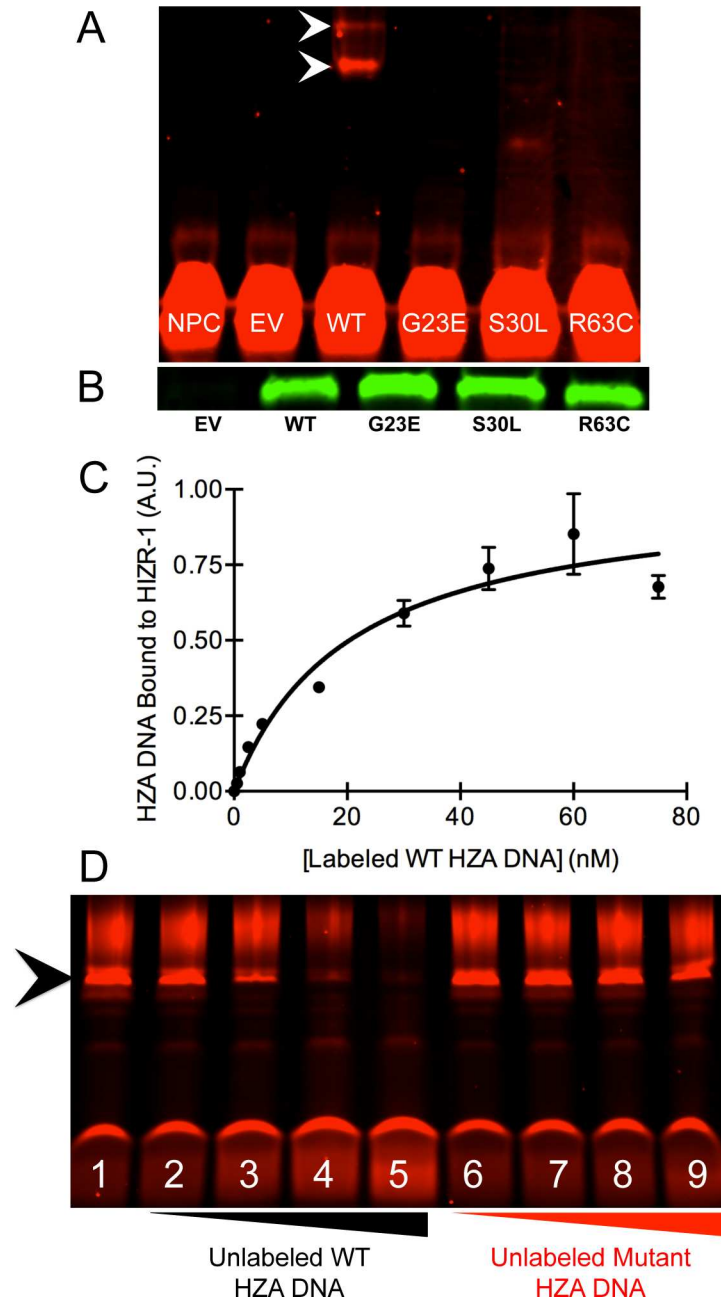 A
NPC EV WT G23E S30L R63C
B
EV WT G23E S30L R63C
C
HZA DNA Bound to HIZR-1 (A.U.)
1.00
0.75
0.50
0.25
0.00
0 20 40 60 80
[Labeled WT HZA DNA] (nM)
D
1 2 3 4 5 6 7 8 9
Unlabeled WT
HZA DNA
Unlabeled Mutant
HZA DNA